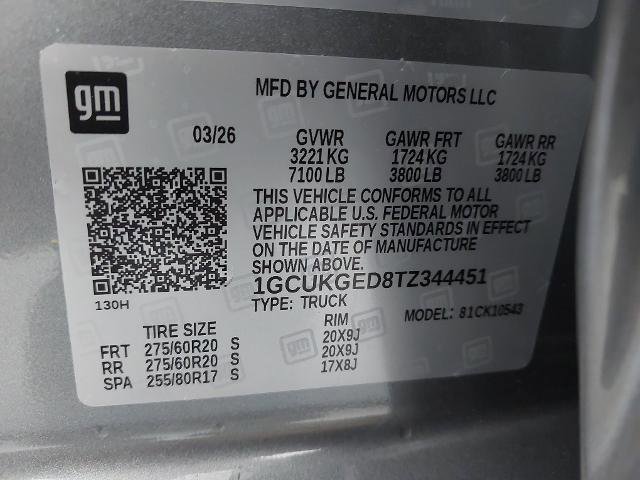 gm
MFD BY GENERAL MOTORS LLC
03/26 GVWR GAWR FRT GAWR RR
3221 KG 1724 KG 1724 KG
7100 LB 3800 LB 3800 LB
THIS VEHICLE CONFORMS TO ALL
APPLICABLE U.S. FEDERAL MOTOR
VEHICLE SAFETY STANDARDS IN EFFECT
ON THE DATE OF MANUFACTURE
SHOWN ABOVE.
1GCUKGED8TZ344451
130H
TYPE: TRUCK
MODEL: 81CK10543
TIRE SIZE RIM
FRT 275/60R20 S 20X9J
RR 275/60R20 S 20X9J
SPA 255/80R17 S 17X8J